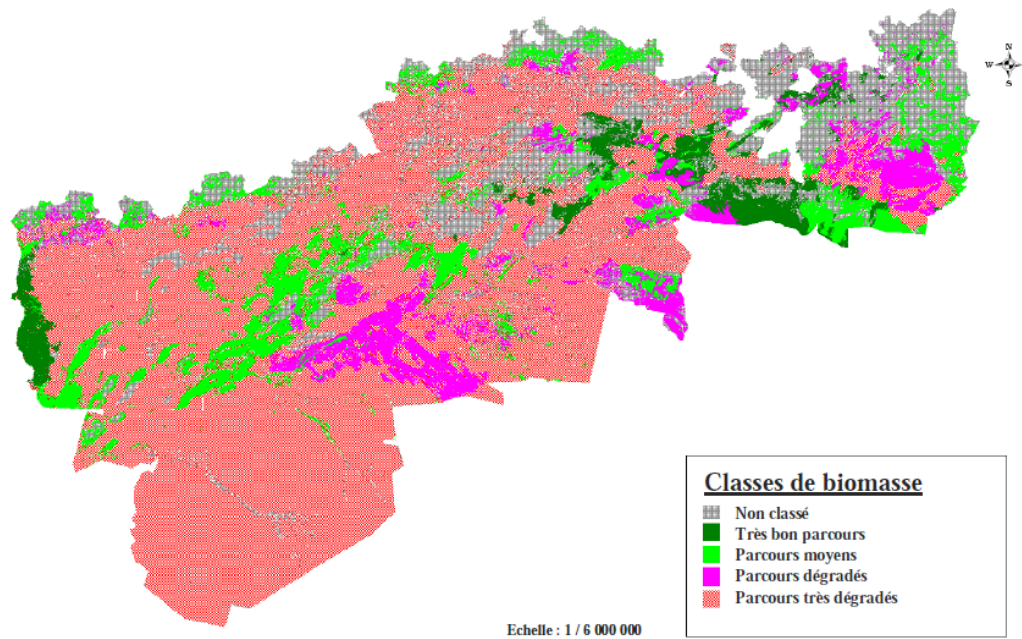 N
W
S
Classes de biomasse
Non classé
Très bon parcours
Parcours moyens
Parcours dégradés
Parcours très dégradés
Echelle : 1 / 6 000 000